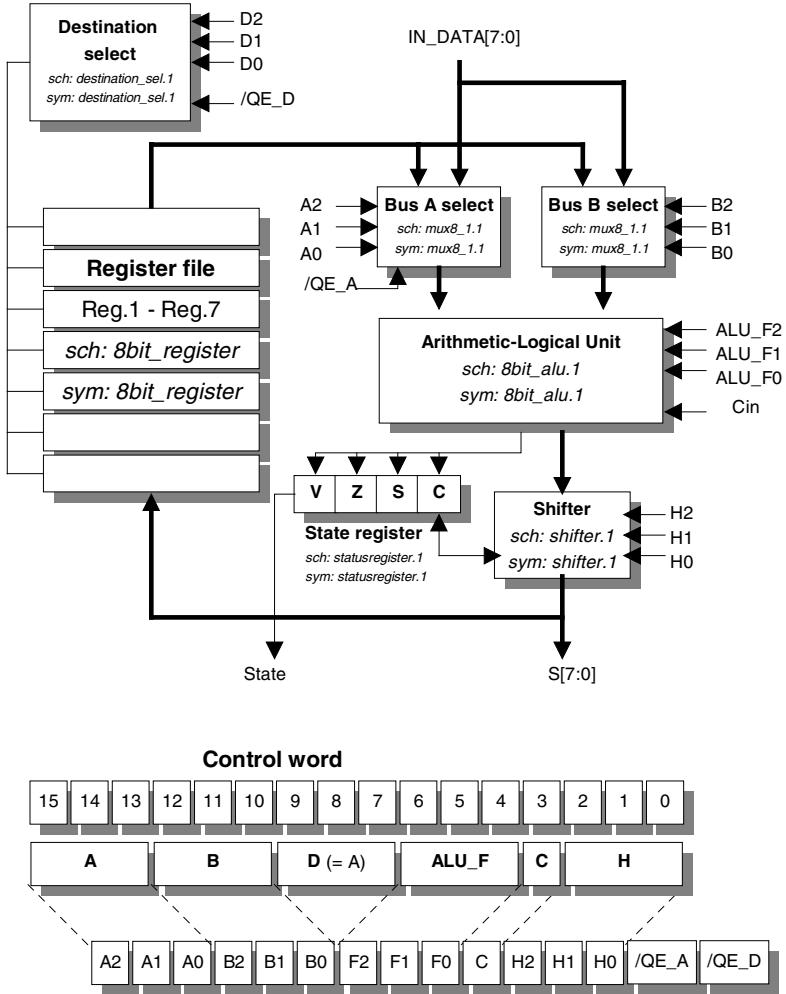 Destination
select
sch: destination_sel.1
sym: destination_sel.1
D2
D1
D0
/QE_D
IN_DATA[7:0]
A2
A1
A0
/QE_A
Bus A select
sch: mux8_1.1
sym: mux8_1.1
Bus B select
sch: mux8_1.1
sym: mux8_1.1
B2
B1
B0
Register file
Reg.1 - Reg.7
sch: 8bit_register
sym: 8bit_register
Arithmetic-Logical Unit
sch: 8bit_alu.1
sym: 8bit_alu.1
ALU_F2
ALU_F1
ALU_F0
Cin
V Z S C
State register
sch: statusregister.1
sym: statusregister.1
Shifter
sch: shifter.1
sym: shifter.1
H2
H1
H0
State
S[7:0]
Control word
15 14 13 12 11 10 9 8 7 6 5 4 3 2 1 0
A B D (= A) ALU_F C H
A2 A1 A0 B2 B1 B0 F2 F1 F0 C H2 H1 H0 /QE_A /QE_D